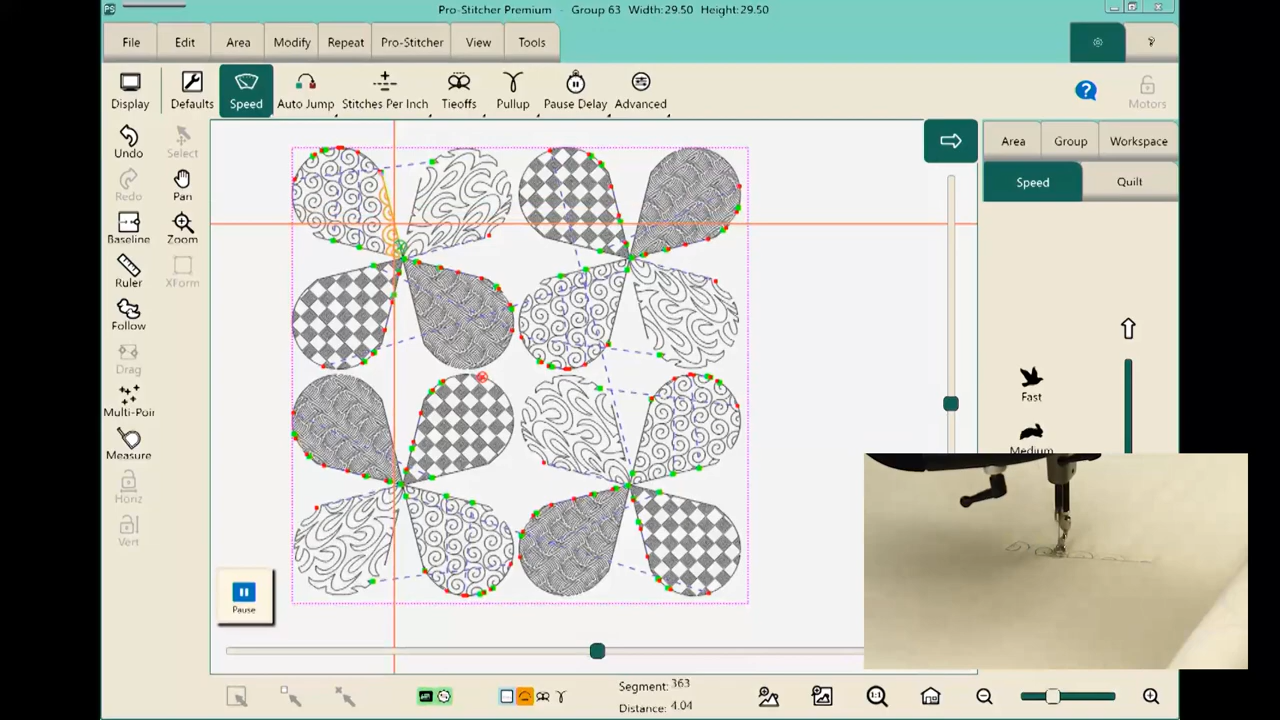 PS Pro-Stitcher Premium - Group 63 Width:29.50 Height:29.50
File Edit Area Modify Repeat Pro-Stitcher View Tools ?
Display Defaults Speed Auto Jump Stitches Per Inch Tieoffs Pullup Pause Delay Advanced ? Motors
Undo Select Area Group Workspace
Redo Pan Speed Quilt
Baseline Zoom
Ruler XForm
Follow
Drag
Multi-Poi Fast
Measure Medium
Horiz
Vert
Pause
Segment: 363
Distance: 4.04